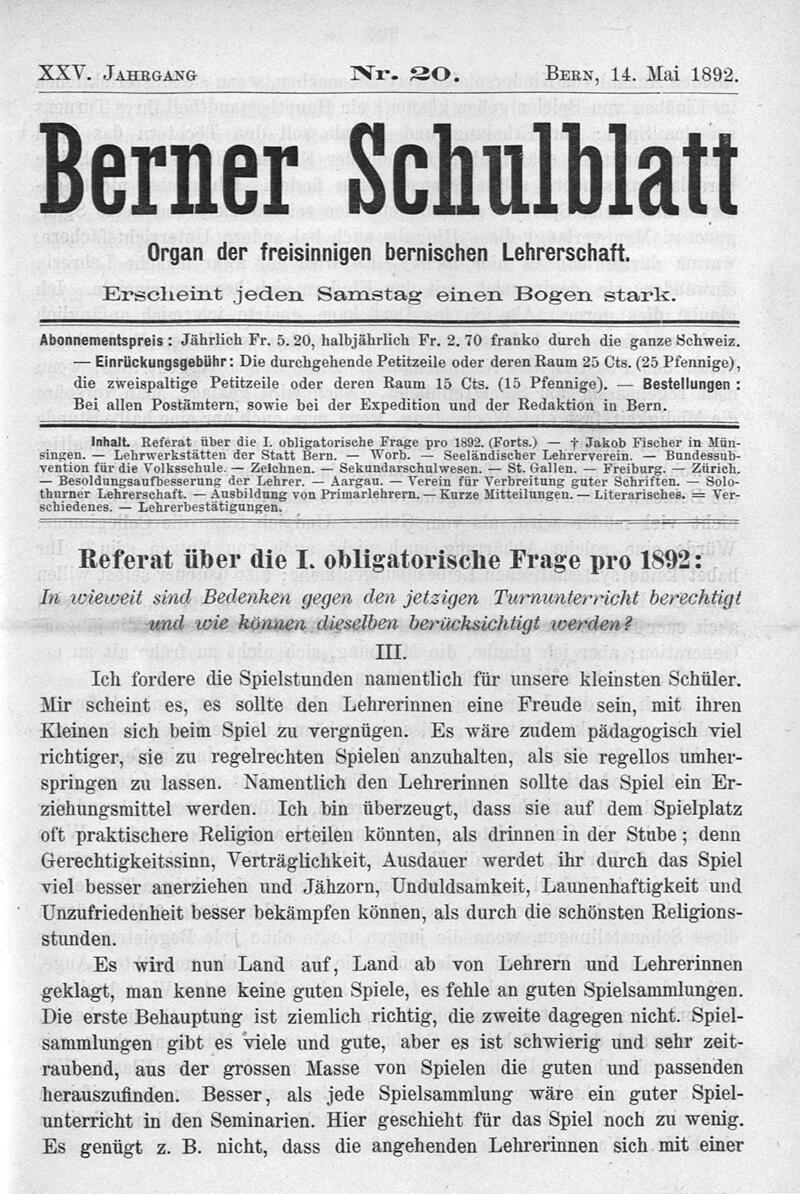 XXV. Jahrgang Nr. 20. Bern, 14. Mai 1892.
Berner Schulblatt
Organ der freisinnigen bernischen Lehrerschaft.
Erscheint jeden Samstag einen Bogen stark.
Abonnementspreis: Jährlich Fr. 5. 20, halbjährlich Fr. 2. 70 franko durch die ganze Schweiz.
— Einrückungsgebühr: Die durchgehende Petitzeile oder deren Raum 25 Cts. (25 Pfennige),
die zweispaltige Petitzeile oder deren Raum 15 Cts. (15 Pfennige). — Bestellungen:
Bei allen Postämtern, sowie bei der Expedition und der Redaktion in Bern.
Inhalt. Referat über die I. obligatorische Frage pro 1892. (Forts.) — † Jakob Fischer in Mün-
singen. — Lehrwerkstätten der Statt Bern. — Worb. — Seeländischer Lehrerverein. — Bundessub-
vention für die Volksschule. — Zeichnen. — Sekundarschulwesen. — St. Gallen. — Freiburg. — Zürich.
— Besoldungsaufbesserung der Lehrer. — Aargau. — Verein für Verbreitung guter Schriften. — Solo-
thurner Lehrerschaft. — Ausbildung von Primarlehrern. — Kurze Mitteilungen. — Literarisches. — Ver-
schiedenes. — Lehrerbestätigungen.
Referat über die I. obligatorische Frage pro 1892:
In wieweit sind Bedenken gegen den jetzigen Turnunterricht berechtigt
und wie können dieselben berücksichtigt werden?
III.
Ich fordere die Spielstunden namentlich für unsere kleinsten Schüler.
Mir scheint es, es sollte den Lehrerinnen eine Freude sein, mit ihren
Kleinen sich beim Spiel zu vergnügen. Es wäre zudem pädagogisch viel
richtiger, sie zu regelrechten Spielen anzuhalten, als sie regellos umher-
springen zu lassen. Namentlich den Lehrerinnen sollte das Spiel ein Er-
ziehungsmittel werden. Ich bin überzeugt, dass sie auf dem Spielplatz
oft praktischere Religion erteilen könnten, als drinnen in der Stube; denn
Gerechtigkeitssinn, Verträglichkeit, Ausdauer werdet ihr durch das Spiel
viel besser anerziehen und Jähzorn, Unduldsamkeit, Launenhaftigkeit und
Unzufriedenheit besser bekämpfen können, als durch die schönsten Religions-
stunden.
Es wird nun Land auf, Land ab von Lehrern und Lehrerinnen
geklagt, man kenne keine guten Spiele, es fehle an guten Spielsammlungen.
Die erste Behauptung ist ziemlich richtig, die zweite dagegen nicht. Spiel-
sammlungen gibt es viele und gute, aber es ist schwierig und sehr zeit-
raubend, aus der grossen Masse von Spielen die guten und passenden
herauszufinden. Besser, als jede Spielsammlung wäre ein guter Spiel-
unterricht in den Seminarien. Hier geschieht für das Spiel noch zu wenig.
Es genügt z. B. nicht, dass die angehenden Lehrerinnen sich mit einer